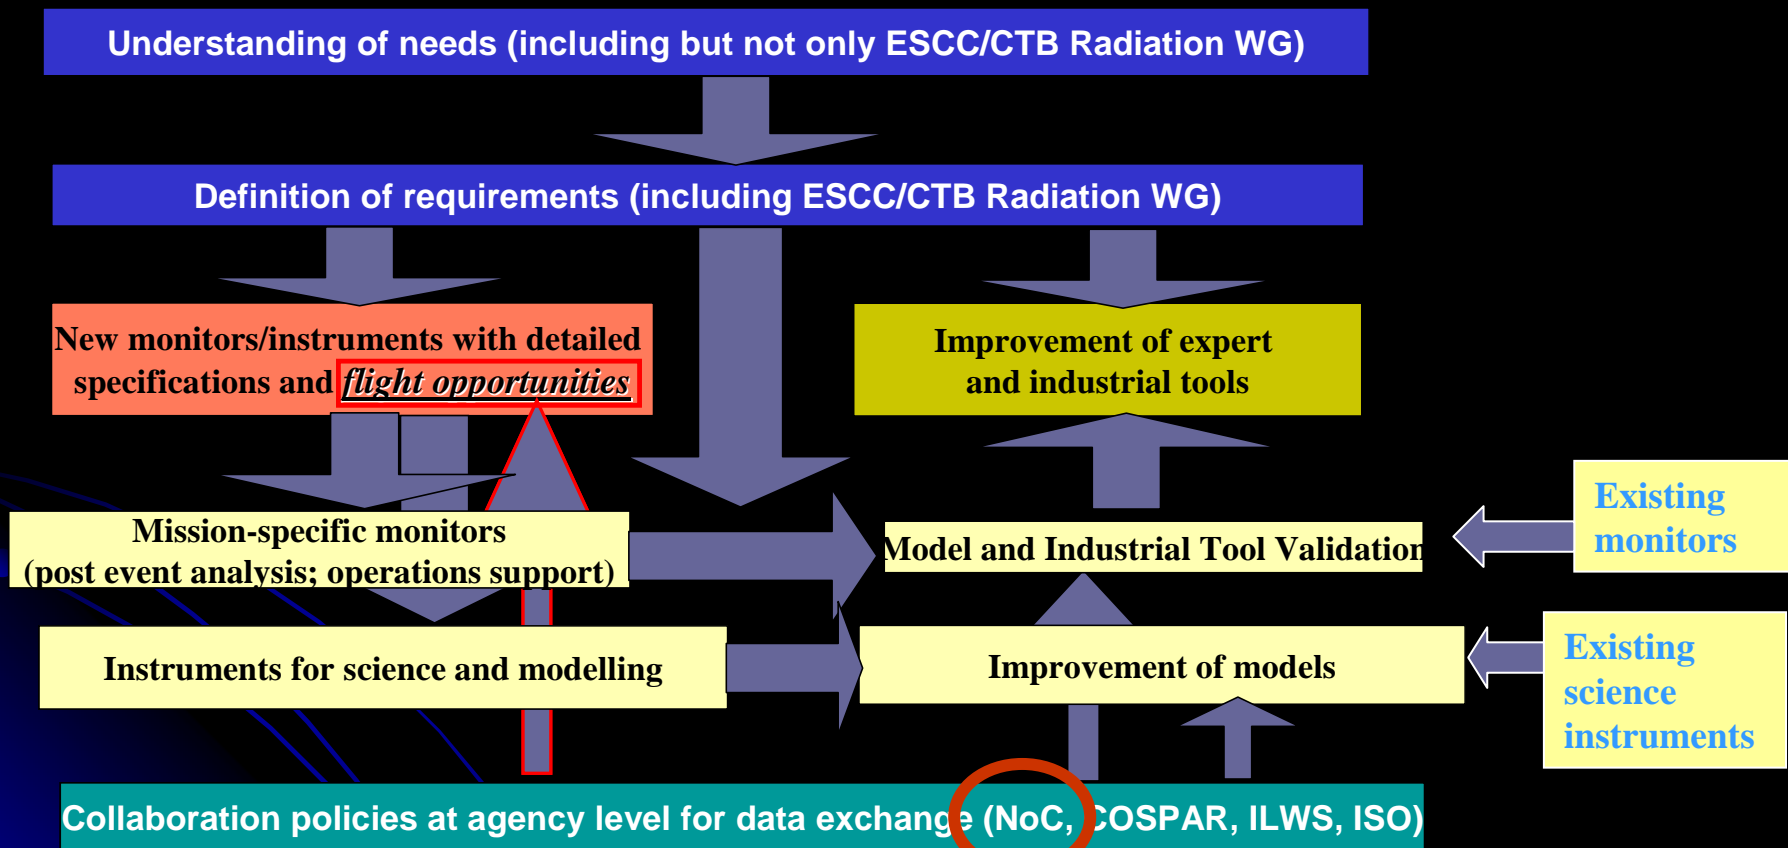 Understanding of needs (including but not only ESCC/CTB Radiation WG)
Definition of requirements (including ESCC/CTB Radiation WG)
New monitors/instruments with detailed
specifications and flight opportunities
Improvement of expert
and industrial tools
Mission-specific monitors
(post event analysis; operations support)
Model and Industrial Tool Validation
Existing
monitors
Instruments for science and modelling
Improvement of models
Existing
science
instruments
Collaboration policies at agency level for data exchange (NoC, COSPAR, ILWS, ISO)